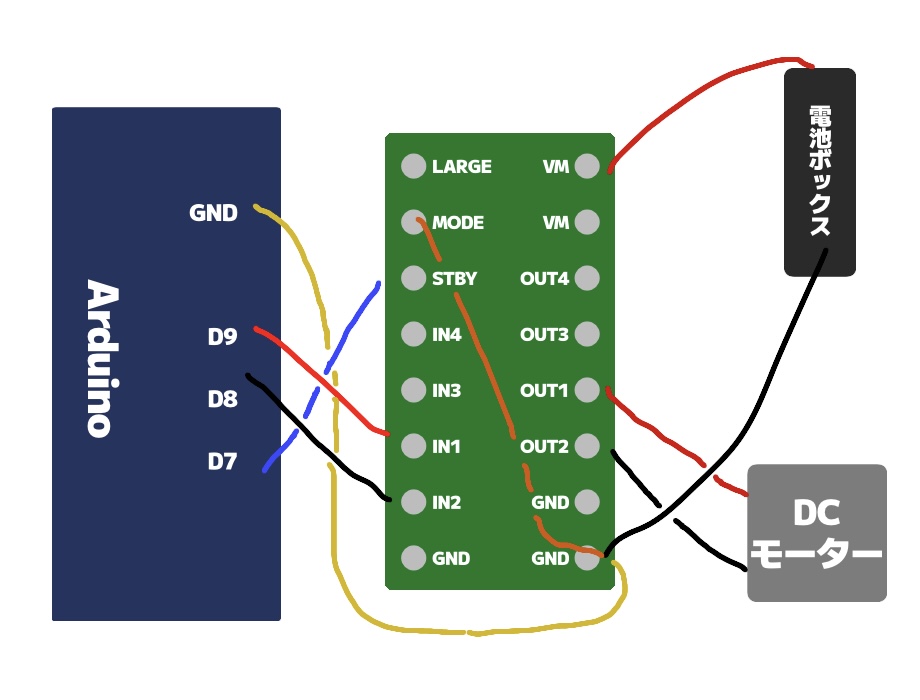 Arduino
GND
D9
D8
D7
LARGE
MODE
STBY
IN4
IN3
IN1
IN2
GND
VM
VM
OUT4
OUT3
OUT1
OUT2
GND
GND
電池ボックス
DC
モーター